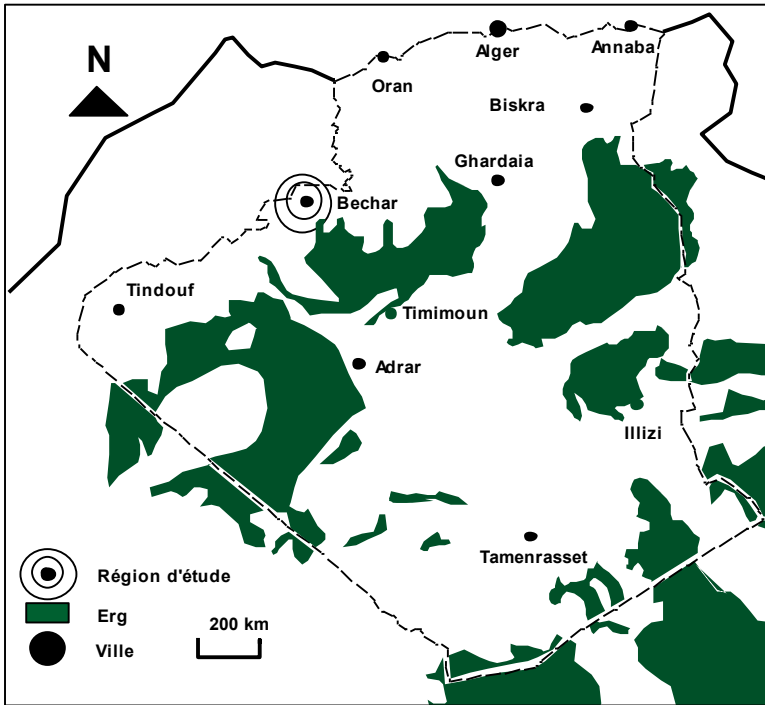 N
Alger
Annaba
Oran
Biskra
Ghardaia
Bechar
Tindouf
Timimoun
Adrar
Illizi
Tamenrasset
Région d'étude
Erg
200 km
Ville